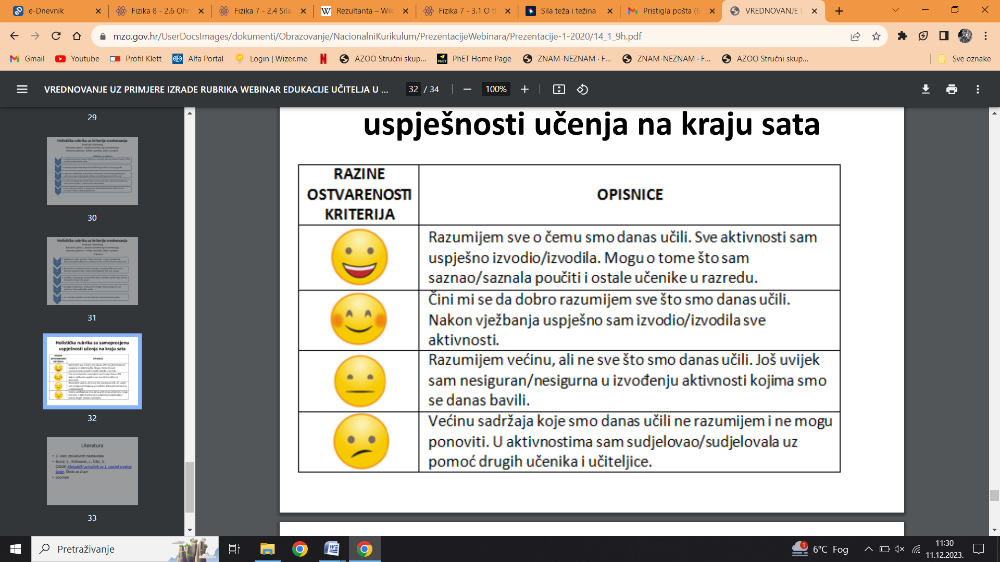 e-Dnevnik
Fizika 8 - 2.6 Ohm
Fizika 7 - 2.4 Sila
Rezultanta – Wik
Fizika 7 - 3.1 O t
Sila teža i težina
Pristigla pošta (6
VREDNOVANJE U
mzo.gov.hr/UserDocsImages/dokumenti/Obrazovanje/NacionalniKurikulum/PrezentacijeWebinara/Prezentacije-1-2020/14_1_9h.pdf
Gmail
Youtube
Profil Klett
Alfa Portal
Login | Wizer.me
AZOO Stručni skup...
PhET Home Page
ZNAM-NEZNAM · F...
ZNAM-NEZNAM · F...
AZOO Stručni skup...
Sve oznake
VREDNOVANJE UZ PRIMJERE IZRADE RUBRIKA WEBINAR EDUKACIJE UČITELJA U ...
32 / 34
100%
29
Holistička rubrika uz kriterije vrednovanja
30
Holistička rubrika uz kriterije vrednovanja
31
Holistička rubrika za samoprocjenu
uspješnosti učenja na kraju sata
32
Literatura
• 3. Dani strukovnih nastavnika
• Banić, S., Kličinović, J., Šišić, S.
(2019) Metodički priručnik za 1. razred srednje
škole, Škola za život
• Loomen
33
uspješnosti učenja na kraju sata
RAZINE
OSTVARENOSTI
KRITERIJA
OPISNICE
Razumijem sve o čemu smo danas učili. Sve aktivnosti sam
uspješno izvodio/izvodila. Mogu o tome što sam
saznao/saznala poučiti i ostale učenike u razredu.
Čini mi se da dobro razumijem sve što smo danas učili.
Nakon vježbanja uspješno sam izvodio/izvodila sve
aktivnosti.
Razumijem većinu, ali ne sve što smo danas učili. Još uvijek
sam nesiguran/nesigurna u izvođenju aktivnosti kojima smo
se danas bavili.
Većinu sadržaja koje smo danas učili ne razumijem i ne mogu
ponoviti. U aktivnostima sam sudjelovao/sudjelovala uz
pomoć drugih učenika i učiteljice.
Pretraživanje
1
6°C Fog
11:30
11.12.2023.